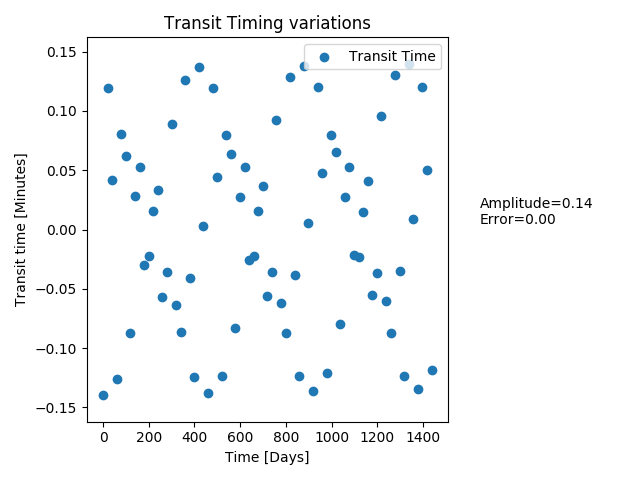 Transit Timing variations
Transit Time
0.15
0.10
0.05
0.00
−0.05
−0.10
−0.15
Transit time [Minutes]
Amplitude=0.14
Error=0.00
0 200 400 600 800 1000 1200 1400
Time [Days]